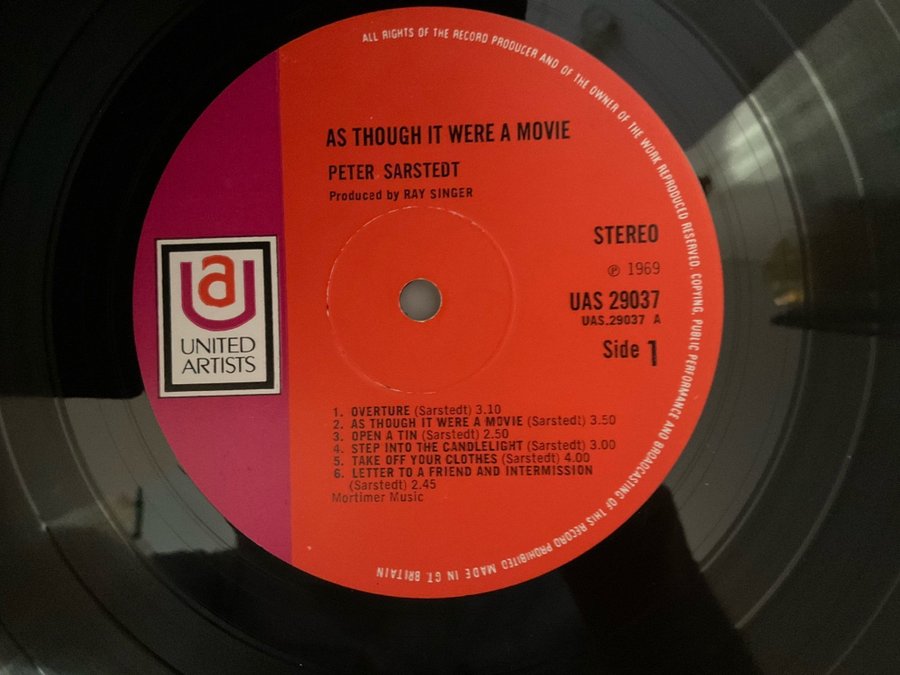 ALL RIGHTS OF THE RECORD PRODUCER AND OF THE OWNER OF THE WORK REPRODUCED RESERVED. COPYING, PUBLIC PERFORMANCE AND BROADCASTING OF THIS RECORD PROHIBITED MADE IN GT. BRITAIN
AS THOUGH IT WERE A MOVIE
PETER SARSTEDT
Produced by RAY SINGER
STEREO
℗ 1969
UAS 29037
UAS.29037 A
Side 1
ua
UNITED
ARTISTS
1. OVERTURE (Sarstedt) 3.10
2. AS THOUGH IT WERE A MOVIE (Sarstedt) 3.50
3. OPEN A TIN (Sarstedt) 2.50
4. STEP INTO THE CANDLELIGHT (Sarstedt) 3.00
5. TAKE OFF YOUR CLOTHES (Sarstedt) 4.00
6. LETTER TO A FRIEND AND INTERMISSION
(Sarstedt) 2.45
Mortimer Music